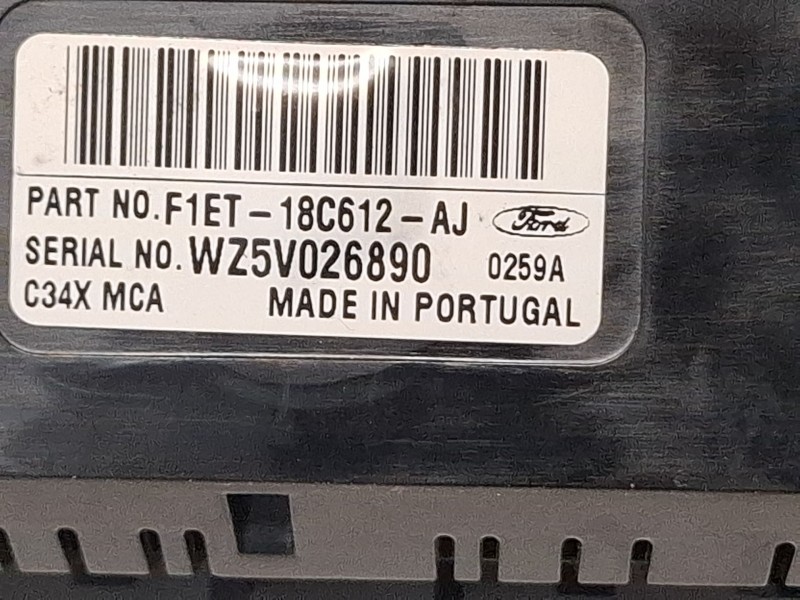 PART NO. F1ET-18C612-AJ Ford
SERIAL NO. WZ5V026890 0259A
C34X MCA MADE IN PORTUGAL